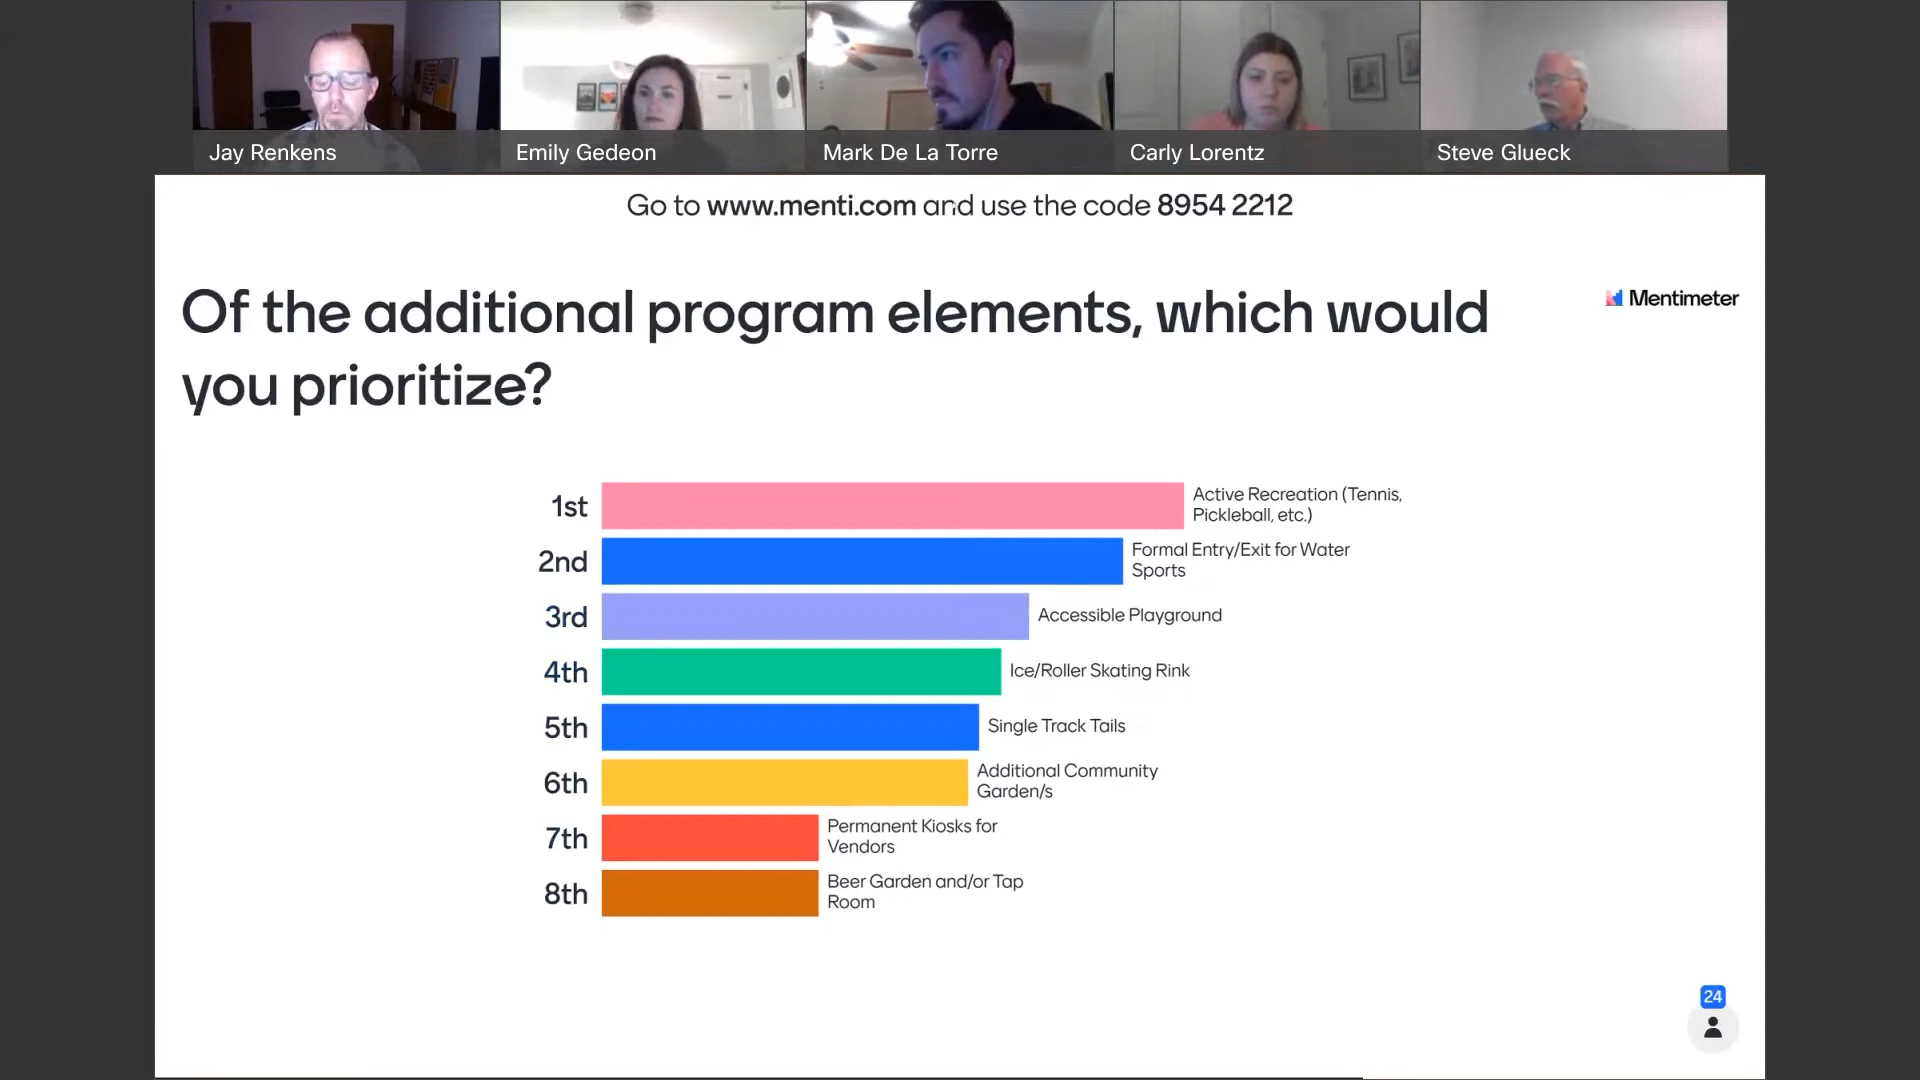 Jay Renkens
Emily Gedeon
Mark De La Torre
Carly Lorentz
Steve Glueck
Go to www.menti.com and use the code 8954 2212
Of the additional program elements, which would
you prioritize?
Mentimeter
1st
Active Recreation (Tennis,
Pickleball, etc.)
2nd
Formal Entry/Exit for Water
Sports
3rd
Accessible Playground
4th
Ice/Roller Skating Rink
5th
Single Track Tails
6th
Additional Community
Garden/s
7th
Permanent Kiosks for
Vendors
8th
Beer Garden and/or Tap
Room
24